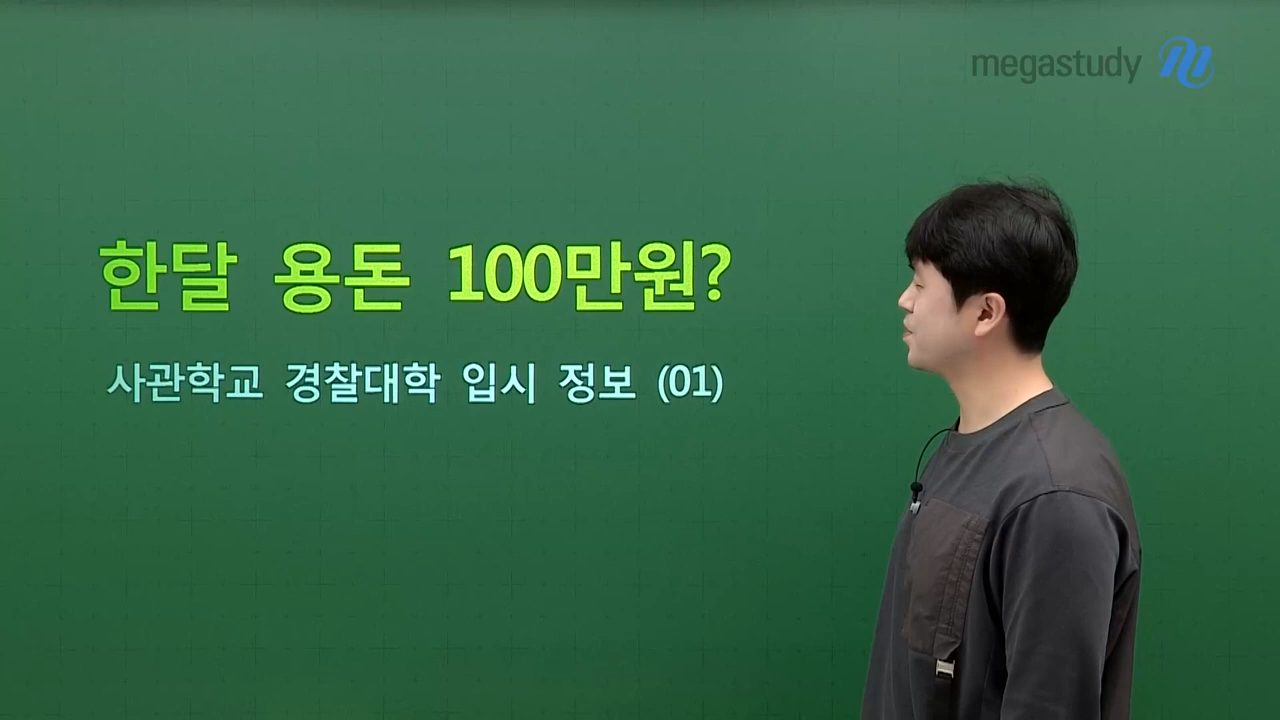 megastudy
한달 용돈 100만원?
사관학교 경찰대학 입시 정보 (01)